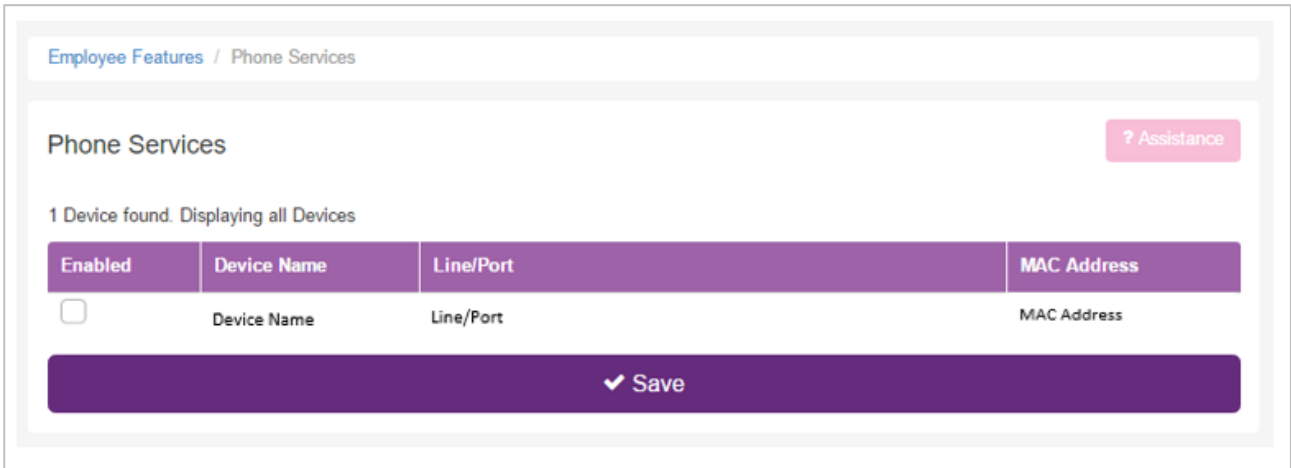 Employee Features / Phone Services
Phone Services
? Assistance
1 Device found. Displaying all Devices
Enabled Device Name Line/Port MAC Address
Device Name Line/Port MAC Address
✔ Save